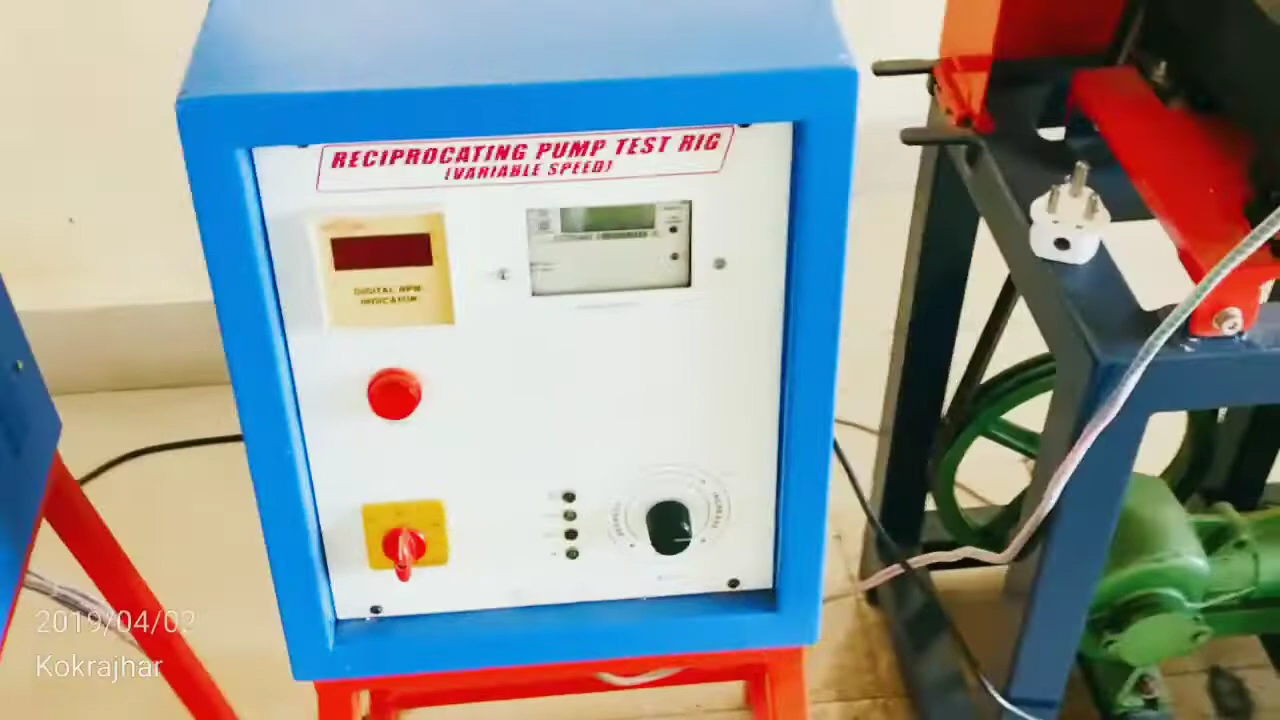 RECIPROCATING PUMP TEST RIG
(VARIABLE SPEED)
DIGITAL RPM
INDICATOR
2019/04/02
Kokrajhar